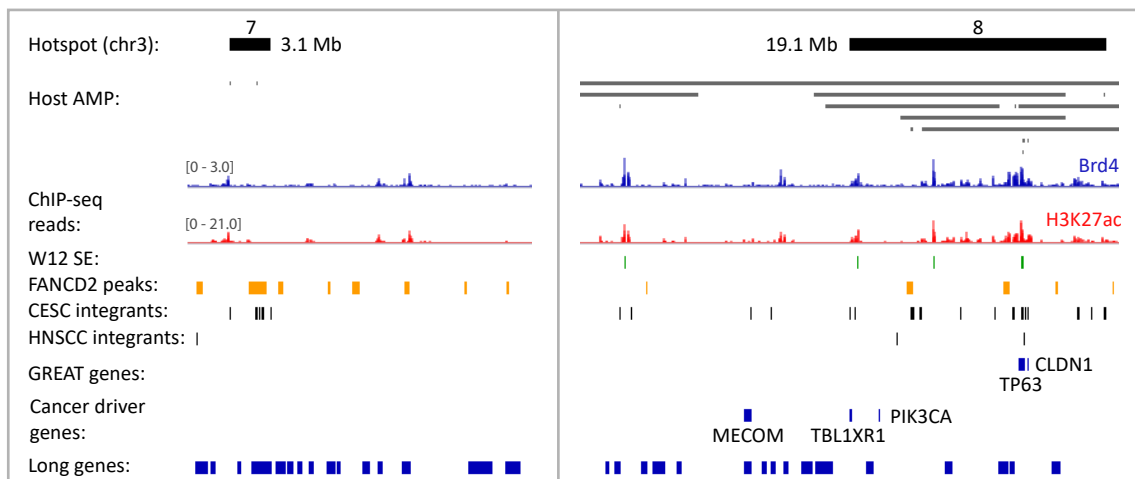 7
8
Hotspot (chr3):
3.1 Mb
19.1 Mb
Host AMP:
[0 - 3.0]
Brd4
ChIP-seq
reads:
[0 - 21.0]
H3K27ac
W12 SE:
FANCD2 peaks:
CESC integrants:
HNSCC integrants:
GREAT genes:
CLDN1
TP63
Cancer driver
genes:
PIK3CA
MECOM
TBL1XR1
Long genes: